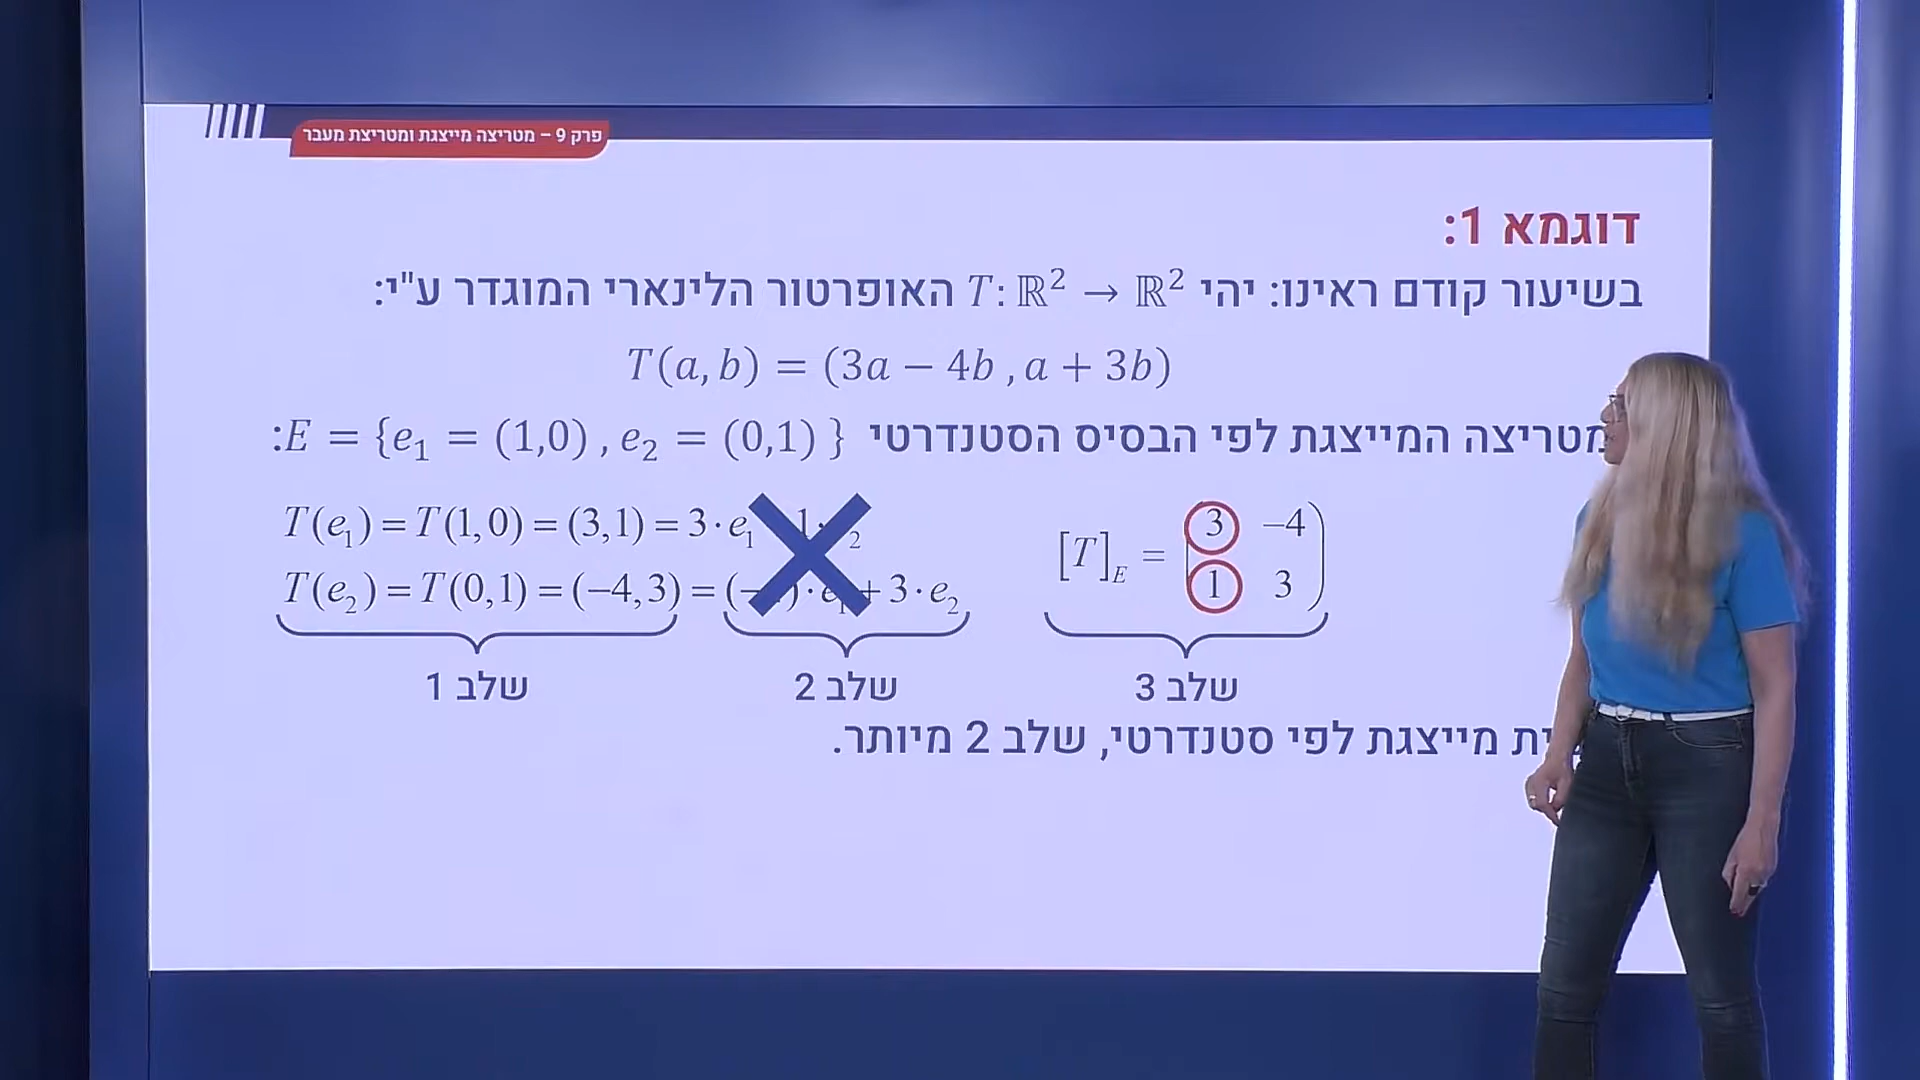 פרק 9 – מטריצה מייצגת ומטריצת מעבר
דוגמא 1:
בשיעור קודם ראינו: יהי T: ℝ² → ℝ² האופרטור הלינארי המוגדר ע"י:
T(a, b) = (3a − 4b , a + 3b)
מטריצה המייצגת לפי הבסיס הסטנדרטי E = {e₁ = (1,0) , e₂ = (0,1) }:
T(e₁) = T(1,0) = (3,1) = 3·e₁ 1· ₂
T(e₂) = T(0,1) = (−4,3) = (− )·e₁ + 3·e₂
[T]_E = (3 −4
1 3)
שלב 1
שלב 2
שלב 3
מייצגת לפי סטנדרטי, שלב 2 מיותר.